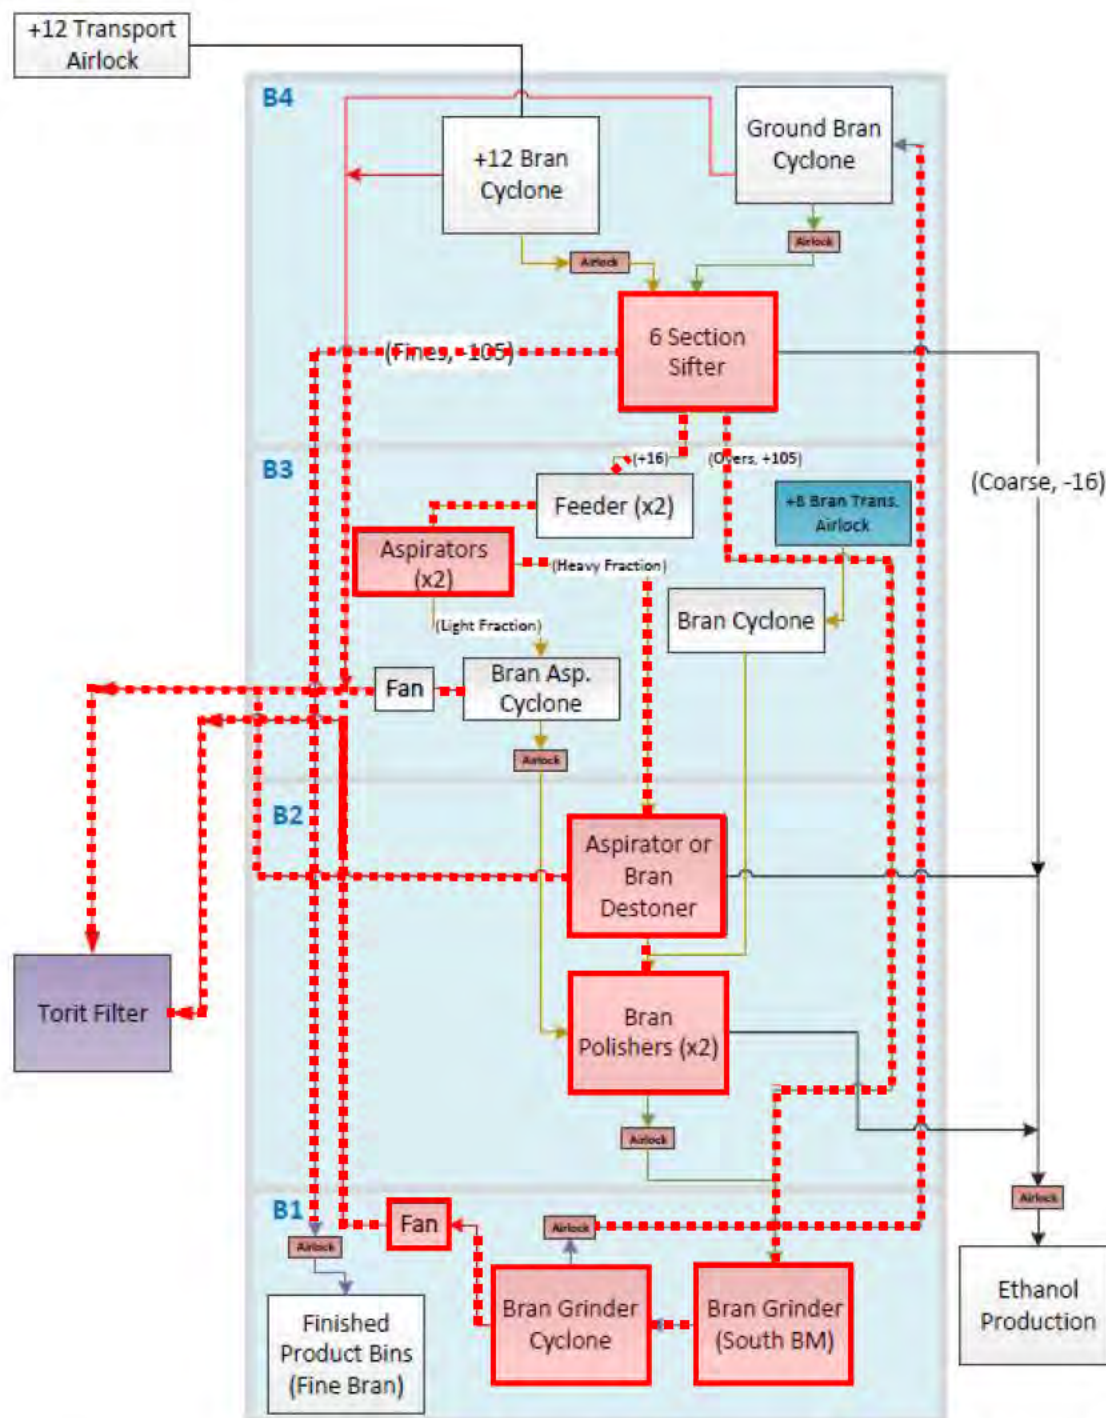 +12 Transport
Airlock
B4
+12 Bran
Cyclone
Ground Bran
Cyclone
Airlock
Airlock
(Fines, -105)
6 Section
Sifter
B3
(+16)
(Overs, +105)
(Coarse, -16)
Feeder (x2)
+8 Bran Trans.
Airlock
Aspirators
(x2)
(Heavy Fraction)
(Light Fraction)
Bran Cyclone
Fan
Bran Asp.
Cyclone
Airlock
B2
Aspirator or
Bran
Destoner
Torit Filter
Bran
Polishers (x2)
Airlock
B1
Fan
Airlock
Airlock
Airlock
Finished
Product Bins
(Fine Bran)
Bran Grinder
Cyclone
Bran Grinder
(South BM)
Ethanol
Production